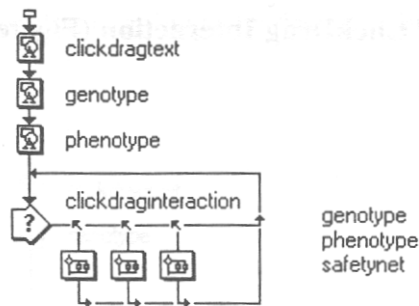 clickdragtext
genotype
phenotype
clickdraginteraction
?
genotype
phenotype
safetynet